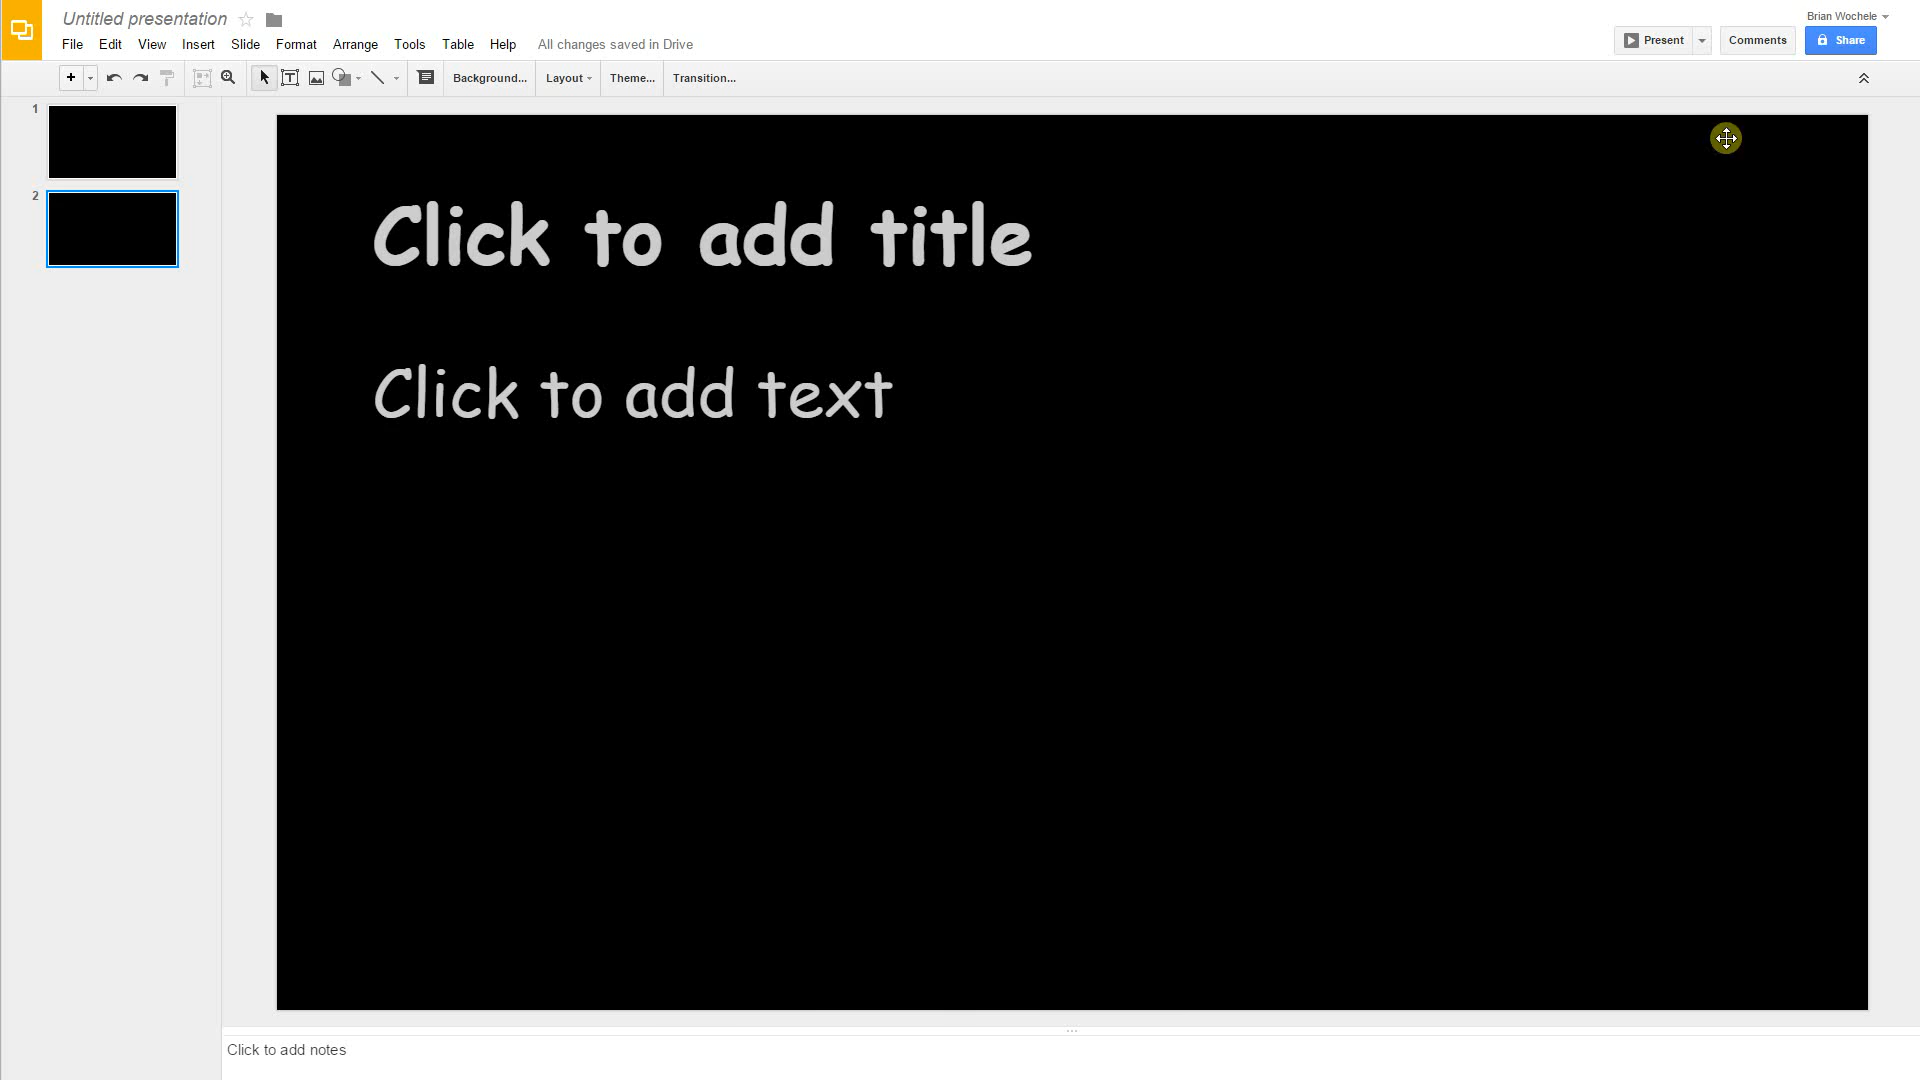 Untitled presentation
Brian Wochele
File Edit View Insert Slide Format Arrange Tools Table Help All changes saved in Drive
Present Comments Share
Background... Layout Theme... Transition...
1
2
Click to add title
Click to add text
Click to add notes